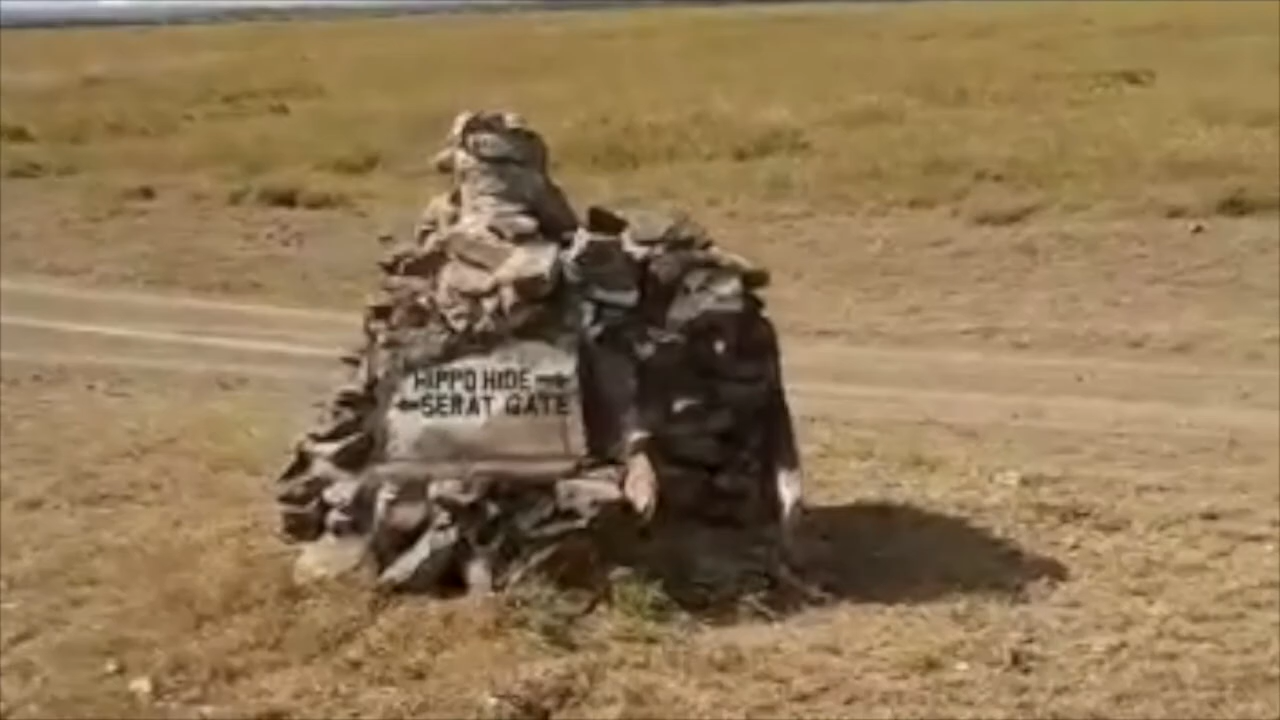 HIPPO HIDE →
← SERAT GATE